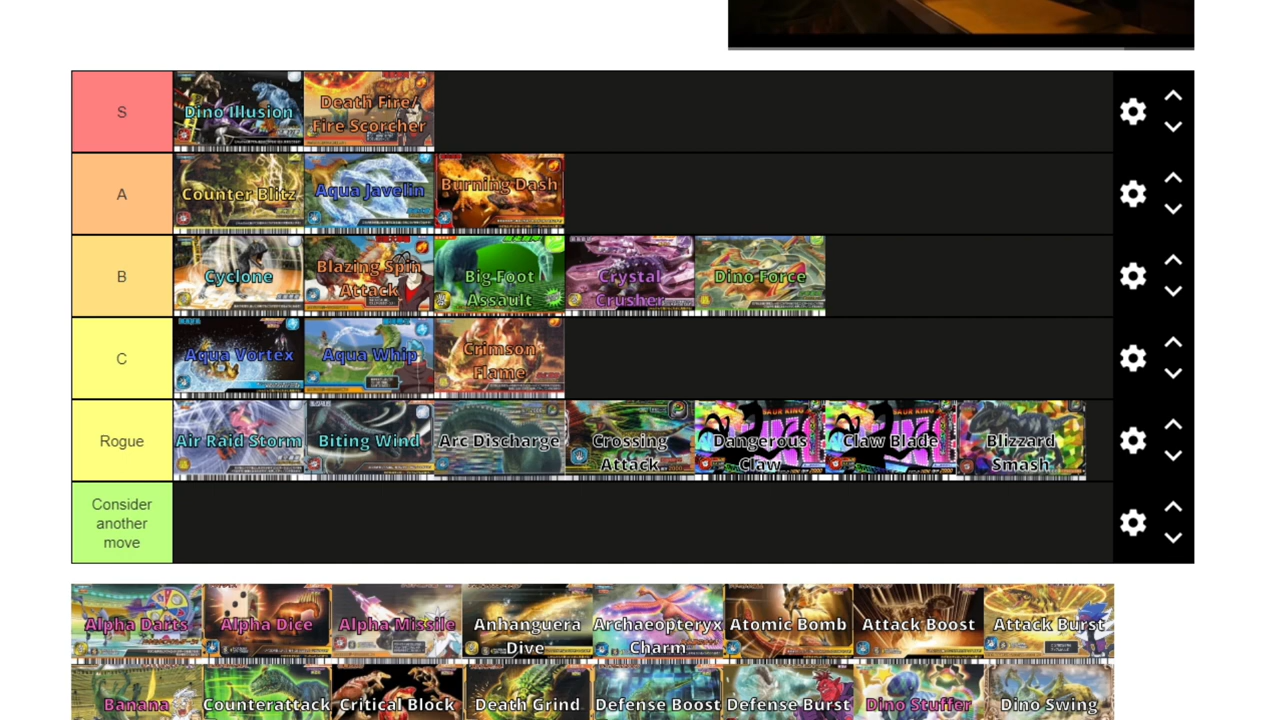 S
Dino Illusion
Death Fire/
Fire Scorcher
A
Counter Blitz
Aqua Javelin
Burning Dash
B
Cyclone
Blazing Spin
Attack
Big Foot
Assault
Crystal
Crusher
Dino Force
C
Aqua Vortex
Aqua Whip
Crimson
Flame
Rogue
Air Raid Storm
Biting Wind
Arc Discharge
Crossing
Attack
Dangerous
Claw
Claw Blade
Blizzard
Smash
Consider
another
move
Alpha Darts
Alpha Dice
Alpha Missile
Anhanguera
Dive
Archaeopteryx
Charm
Atomic Bomb
Attack Boost
Attack Burst
Banana
Counterattack
Critical Block
Death Grind
Defense Boost
Defense Burst
Dino Stuffer
Dino Swing